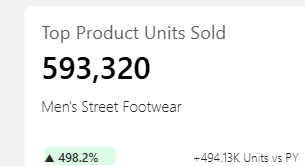 Top Product Units Sold
593,320
Men's Street Footwear
▲ 498.2% +494.13K Units vs PY